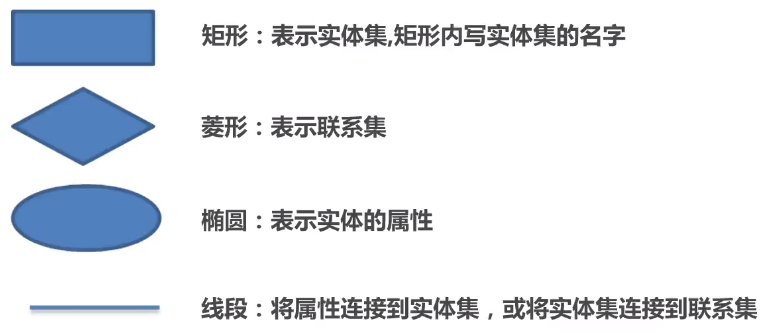 矩形：表示实体集,矩形内写实体集的名字
菱形：表示联系集
椭圆：表示实体的属性
线段：将属性连接到实体集，或将实体集连接到联系集